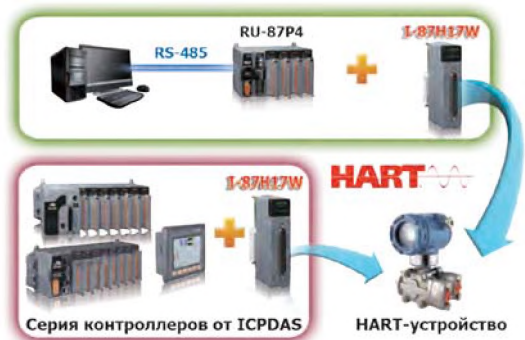 RU-87P4
I-87H17W
RS-485
I-87H17W
HART
Серия контроллеров от ICPDAS
HART-устройство